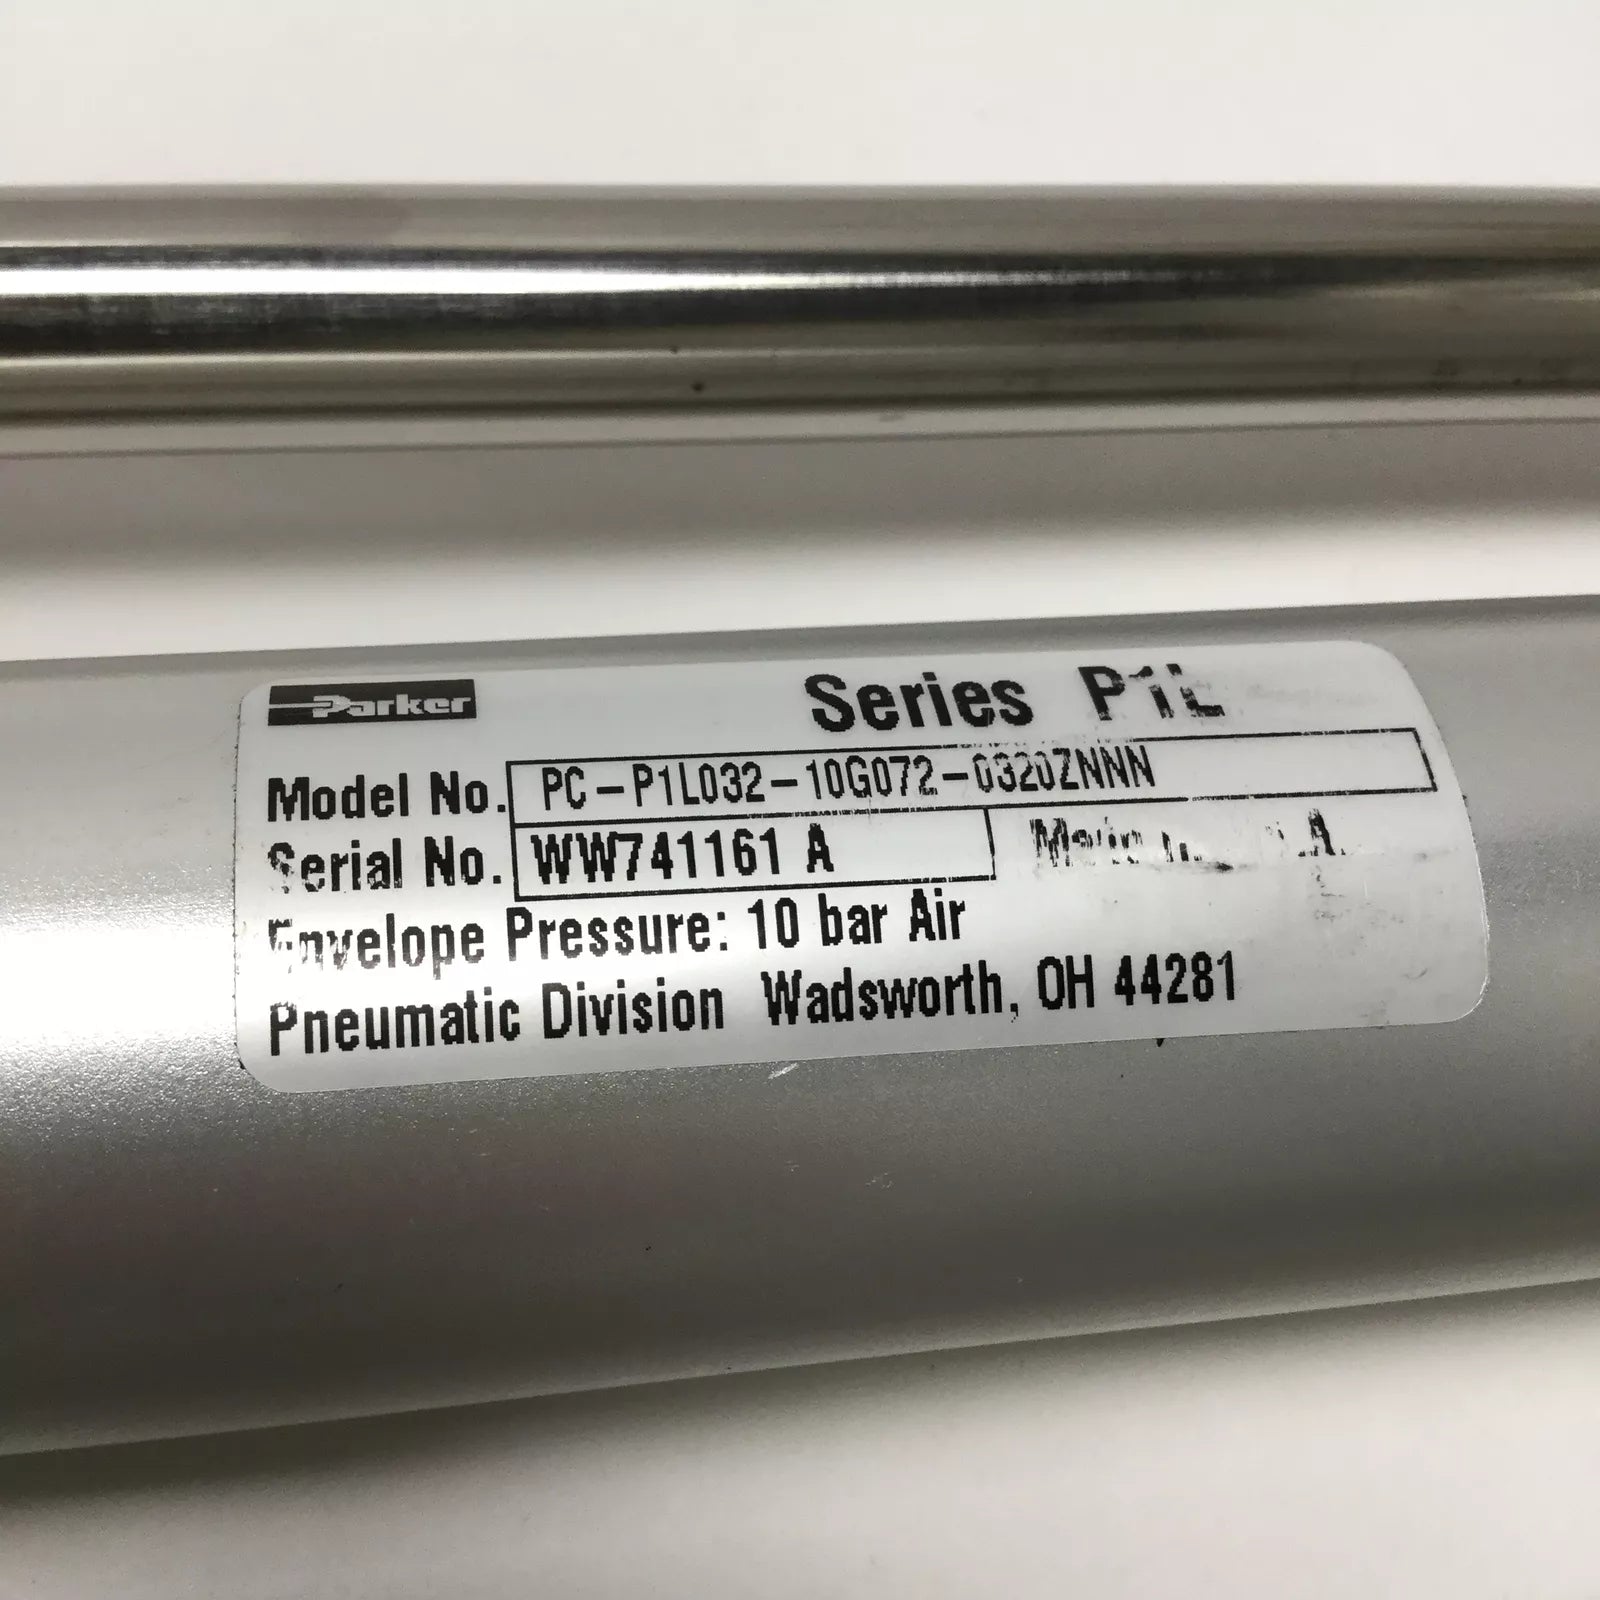 Parker
Series P1L
Model No. PC-P1L032-10G072-0320ZNNN
Serial No. WW741161 A
Envelope Pressure: 10 bar Air
Pneumatic Division Wadsworth, OH 44281